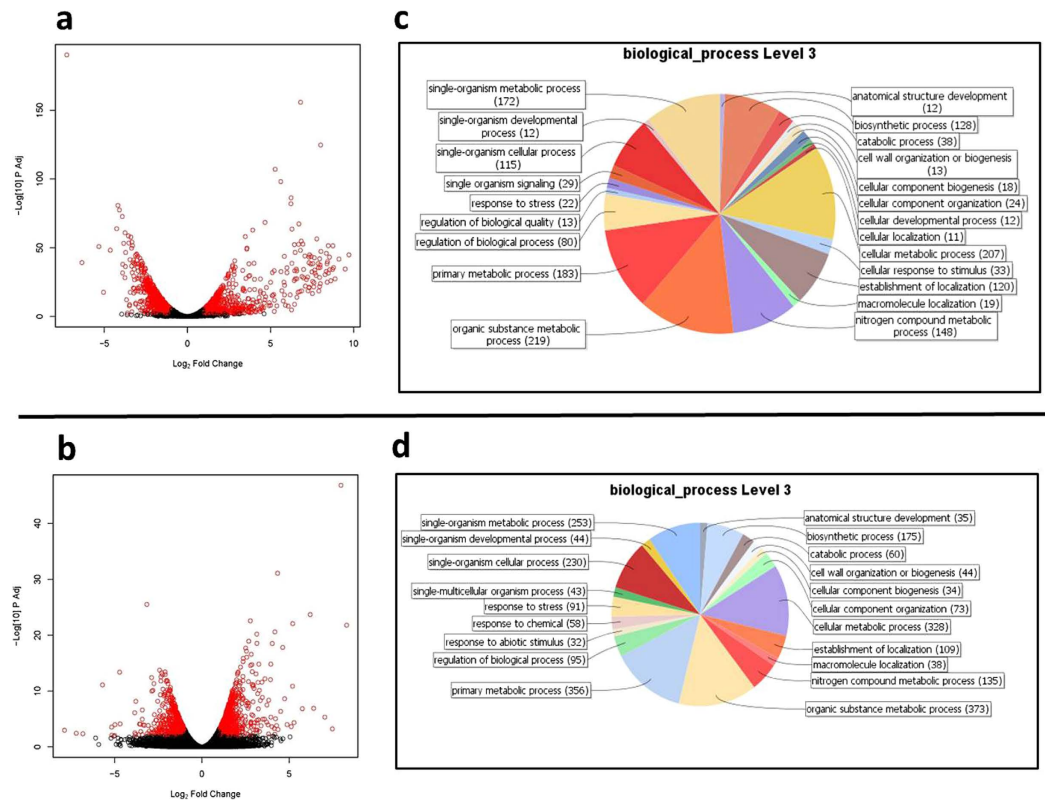 a
−Log[10] P Adj
150
100
50
0
−5
0
5
10
Log2 Fold Change
c
biological_process Level 3
single-organism metabolic process
(172)
single-organism developmental
process (12)
single-organism cellular process
(115)
single organism signaling (29)
response to stress (22)
regulation of biological quality (13)
regulation of biological process (80)
primary metabolic process (183)
organic substance metabolic
process (219)
anatomical structure development
(12)
biosynthetic process (128)
catabolic process (38)
cell wall organization or biogenesis
(13)
cellular component biogenesis (18)
cellular component organization (24)
cellular developmental process (12)
cellular localization (11)
cellular metabolic process (207)
cellular response to stimulus (33)
establishment of localization (120)
macromolecule localization (19)
nitrogen compound metabolic
process (148)
b
−Log[10] P Adj
40
30
20
10
0
−5
0
5
Log2 Fold Change
d
biological_process Level 3
single-organism metabolic process (253)
single-organism developmental process (44)
single-organism cellular process (230)
single-multicellular organism process (43)
response to stress (91)
response to chemical (58)
response to abiotic stimulus (32)
regulation of biological process (95)
primary metabolic process (356)
anatomical structure development (35)
biosynthetic process (175)
catabolic process (60)
cell wall organization or biogenesis (44)
cellular component biogenesis (34)
cellular component organization (73)
cellular metabolic process (328)
establishment of localization (109)
macromolecule localization (38)
nitrogen compound metabolic process (135)
organic substance metabolic process (373)